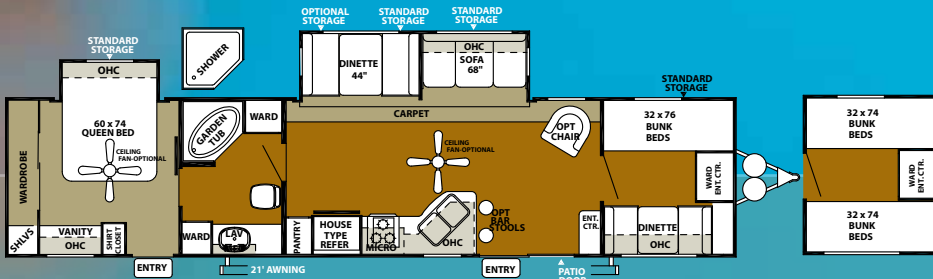 OPTIONAL
STORAGE
STANDARD
STORAGE
STANDARD
STORAGE
STANDARD
STORAGE
SHOWER
OHC
DINETTE
44"
OHC
SOFA
68"
STANDARD
STORAGE
60 x 74
QUEEN BED
CEILING
FAN-OPTIONAL
WARDROBE
GARDEN
TUB
WARD
CARPET
CEILING
FAN-OPTIONAL
OPT
CHAIR
32 x 76
BUNK
BEDS
WARD
ENT. CTR.
32 x 74
BUNK
BEDS
WARD
ENT. CTR.
32 x 74
BUNK
BEDS
SHLVS
VANITY
OHC
SHIRT
CLOSET
WARD
LAV
PANTRY
HOUSE
TYPE
REFER
MICRO
OHC
OPT
BAR
STOOLS
ENT.
CTR.
DINETTE
OHC
ENTRY
21' AWNING
ENTRY
PATIO
DOOR